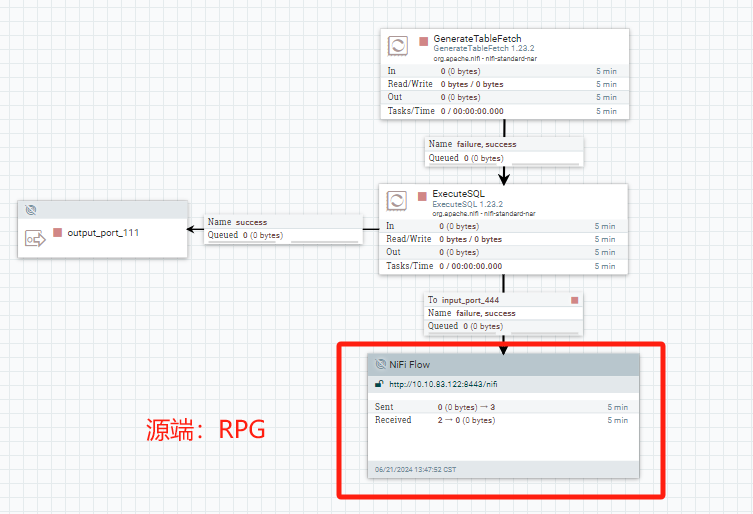 GenerateTableFetch
GenerateTableFetch 1.23.2
org.apache.nifi - nifi-standard-nar
In 0 (0 bytes) 5 min
Read/Write 0 bytes / 0 bytes 5 min
Out 0 (0 bytes) 5 min
Tasks/Time 0 / 00:00:00.000 5 min
Name failure, success
Queued 0 (0 bytes)
ExecuteSQL
ExecuteSQL 1.23.2
org.apache.nifi - nifi-standard-nar
In 0 (0 bytes) 5 min
Read/Write 0 bytes / 0 bytes 5 min
Out 0 (0 bytes) 5 min
Tasks/Time 0 / 00:00:00.000 5 min
Name success
Queued 0 (0 bytes)
output_port_111
To input_port_444
Name failure, success
Queued 0 (0 bytes)
NiFi Flow
http://10.10.83.122:8443/nifi
Sent 0 (0 bytes) → 3 5 min
Received 2 → 0 (0 bytes) 5 min
06/21/2024 13:47:52 CST
源端：RPG